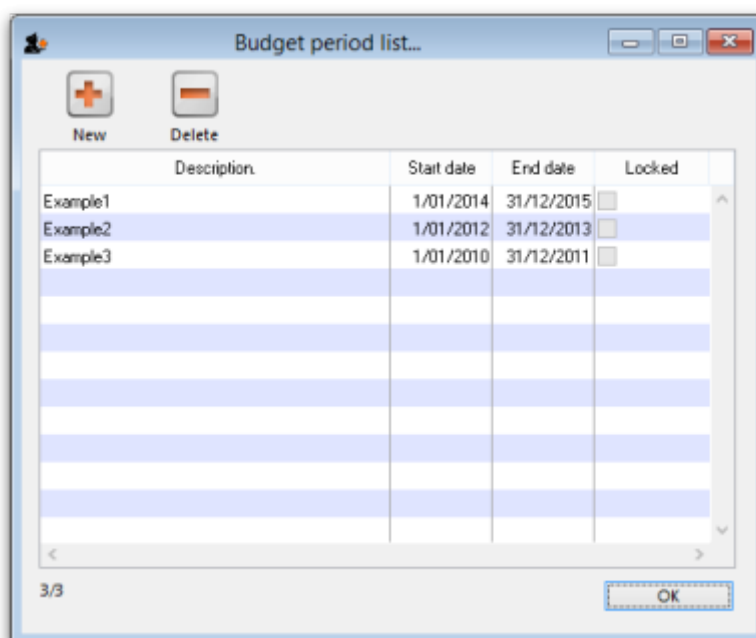 Budget period list...
New Delete
Description. Start date End date Locked
Example1 1/01/2014 31/12/2015
Example2 1/01/2012 31/12/2013
Example3 1/01/2010 31/12/2011
3/3 OK